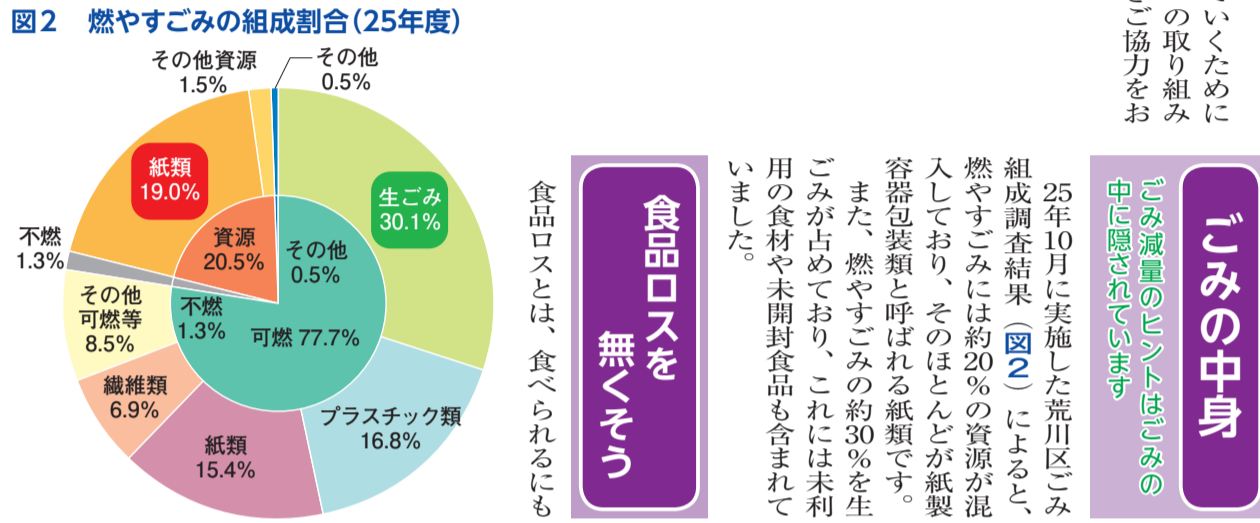 ていくために
の取り組み
ご協力をお
ごみの中身
ごみ減量のヒントはごみの
中に隠されています
25年10月に実施した荒川区ごみ
組成調査結果（図2）によると、
燃やすごみには約20％の資源が混
入しており、そのほとんどが紙製
容器包装類と呼ばれる紙類です。
また、燃やすごみの約30％を生
ごみが占めており、これには未利
用の食材や未開封食品も含まれて
いました。
食品ロスを
無くそう
食品ロスとは、食べられるにも
図2 燃やすごみの組成割合(25年度)
その他資源
1.5%
その他
0.5%
紙類
19.0%
生ごみ
30.1%
資源
20.5%
その他
0.5%
不燃
1.3%
不燃
1.3%
その他
可燃等
8.5%
可燃 77.7%
繊維類
6.9%
プラスチック類
16.8%
紙類
15.4%